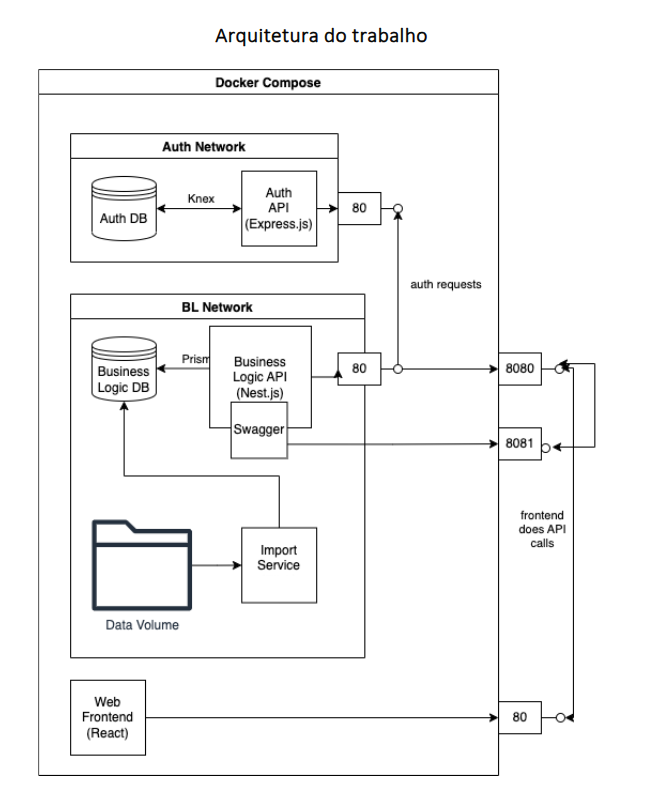 Arquitetura do trabalho
Docker Compose
Auth Network
Auth DB
Knex
Auth
API
(Express.js)
80
auth requests
BL Network
Business
Logic DB
Prism
Business
Logic API
(Nest.js)
Swagger
80
8080
8081
frontend
does API
calls
Import
Service
Data Volume
Web
Frontend
(React)
80